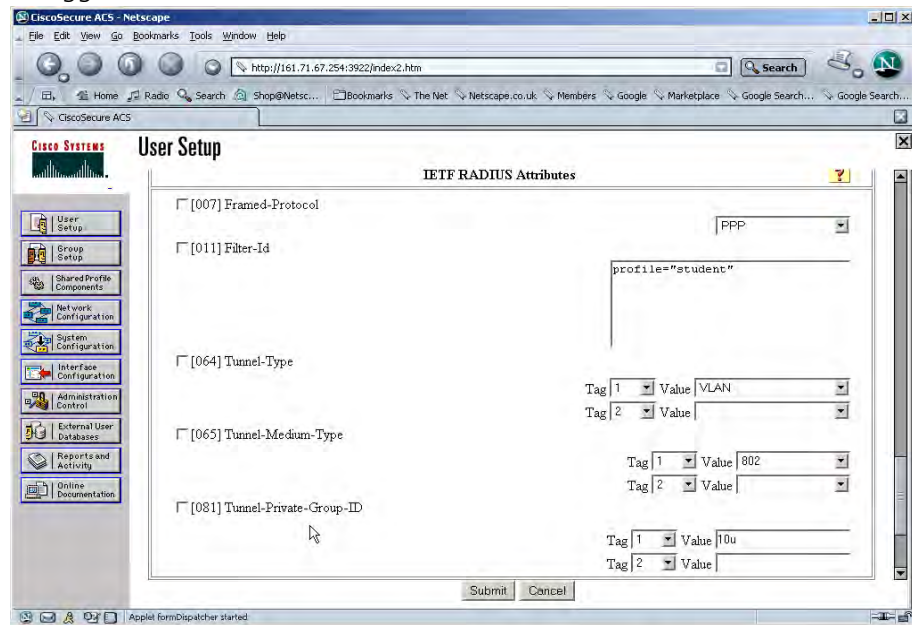 CiscoSecure ACS - Netscape
File Edit View Go Bookmarks Tools Window Help
http://161.71.67.254:3922/index2.htm
Search
N
Home Radio Search Shop@Netsc... Bookmarks The Net Netscape.co.uk Members Google Marketplace Google Search... Google Search...
CiscoSecure ACS
CISCO SYSTEMS
User Setup
IETF RADIUS Attributes
?
User Setup
Group Setup
Shared Profile Components
Network Configuration
System Configuration
Interface Configuration
Administration Control
External User Databases
Reports and Activity
Online Documentation
[007] Framed-Protocol
PPP
[011] Filter-Id
profile="student"
[064] Tunnel-Type
Tag 1 Value VLAN
Tag 2 Value
[065] Tunnel-Medium-Type
Tag 1 Value 802
Tag 2 Value
[081] Tunnel-Private-Group-ID
Tag 1 Value 10u
Tag 2 Value
Submit Cancel
Applet formDispatcher started